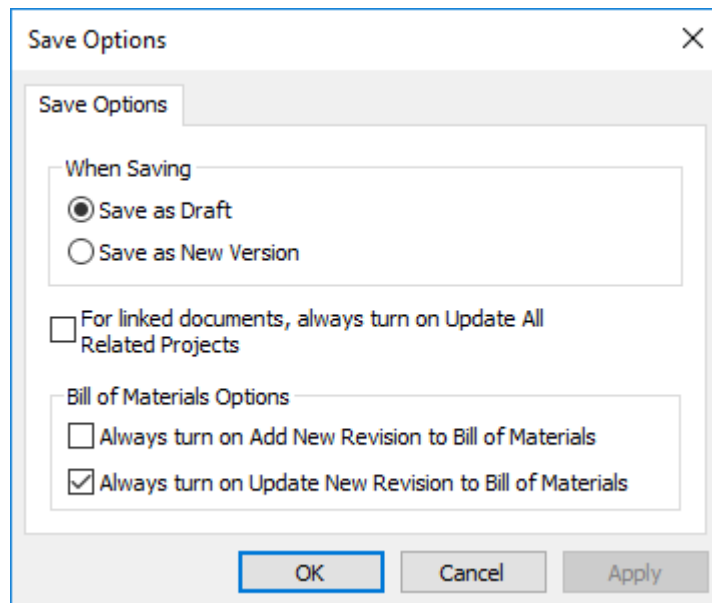 Save Options
Save Options
When Saving
Save as Draft
Save as New Version
For linked documents, always turn on Update All
Related Projects
Bill of Materials Options
Always turn on Add New Revision to Bill of Materials
Always turn on Update New Revision to Bill of Materials
OK Cancel Apply